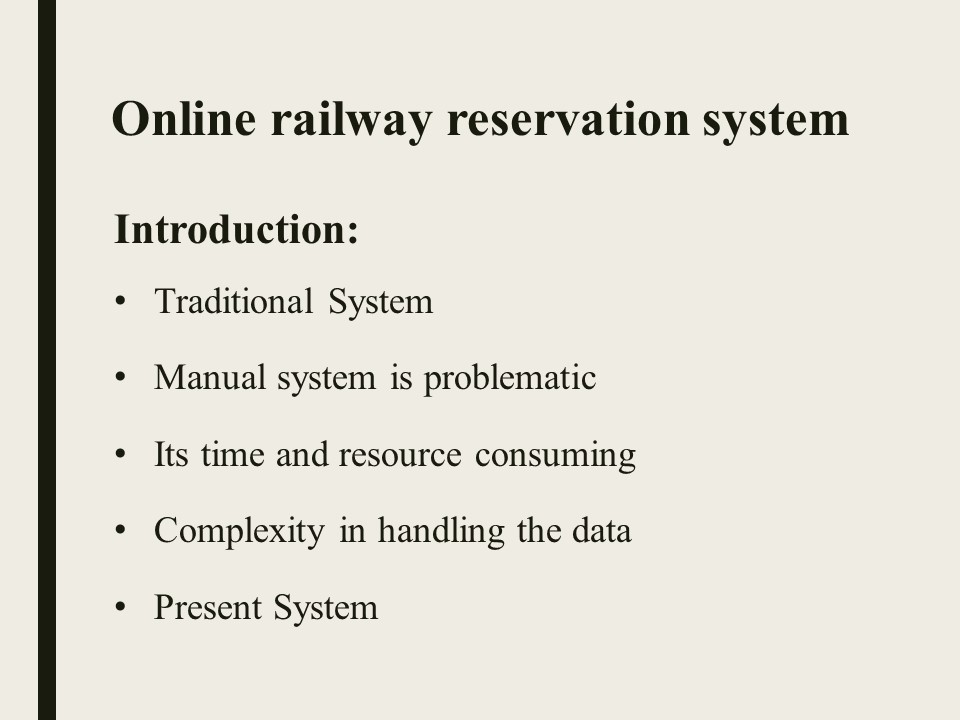 Online railway reservation system
Introduction:
• Traditional System
• Manual system is problematic
• Its time and resource consuming
• Complexity in handling the data
• Present System